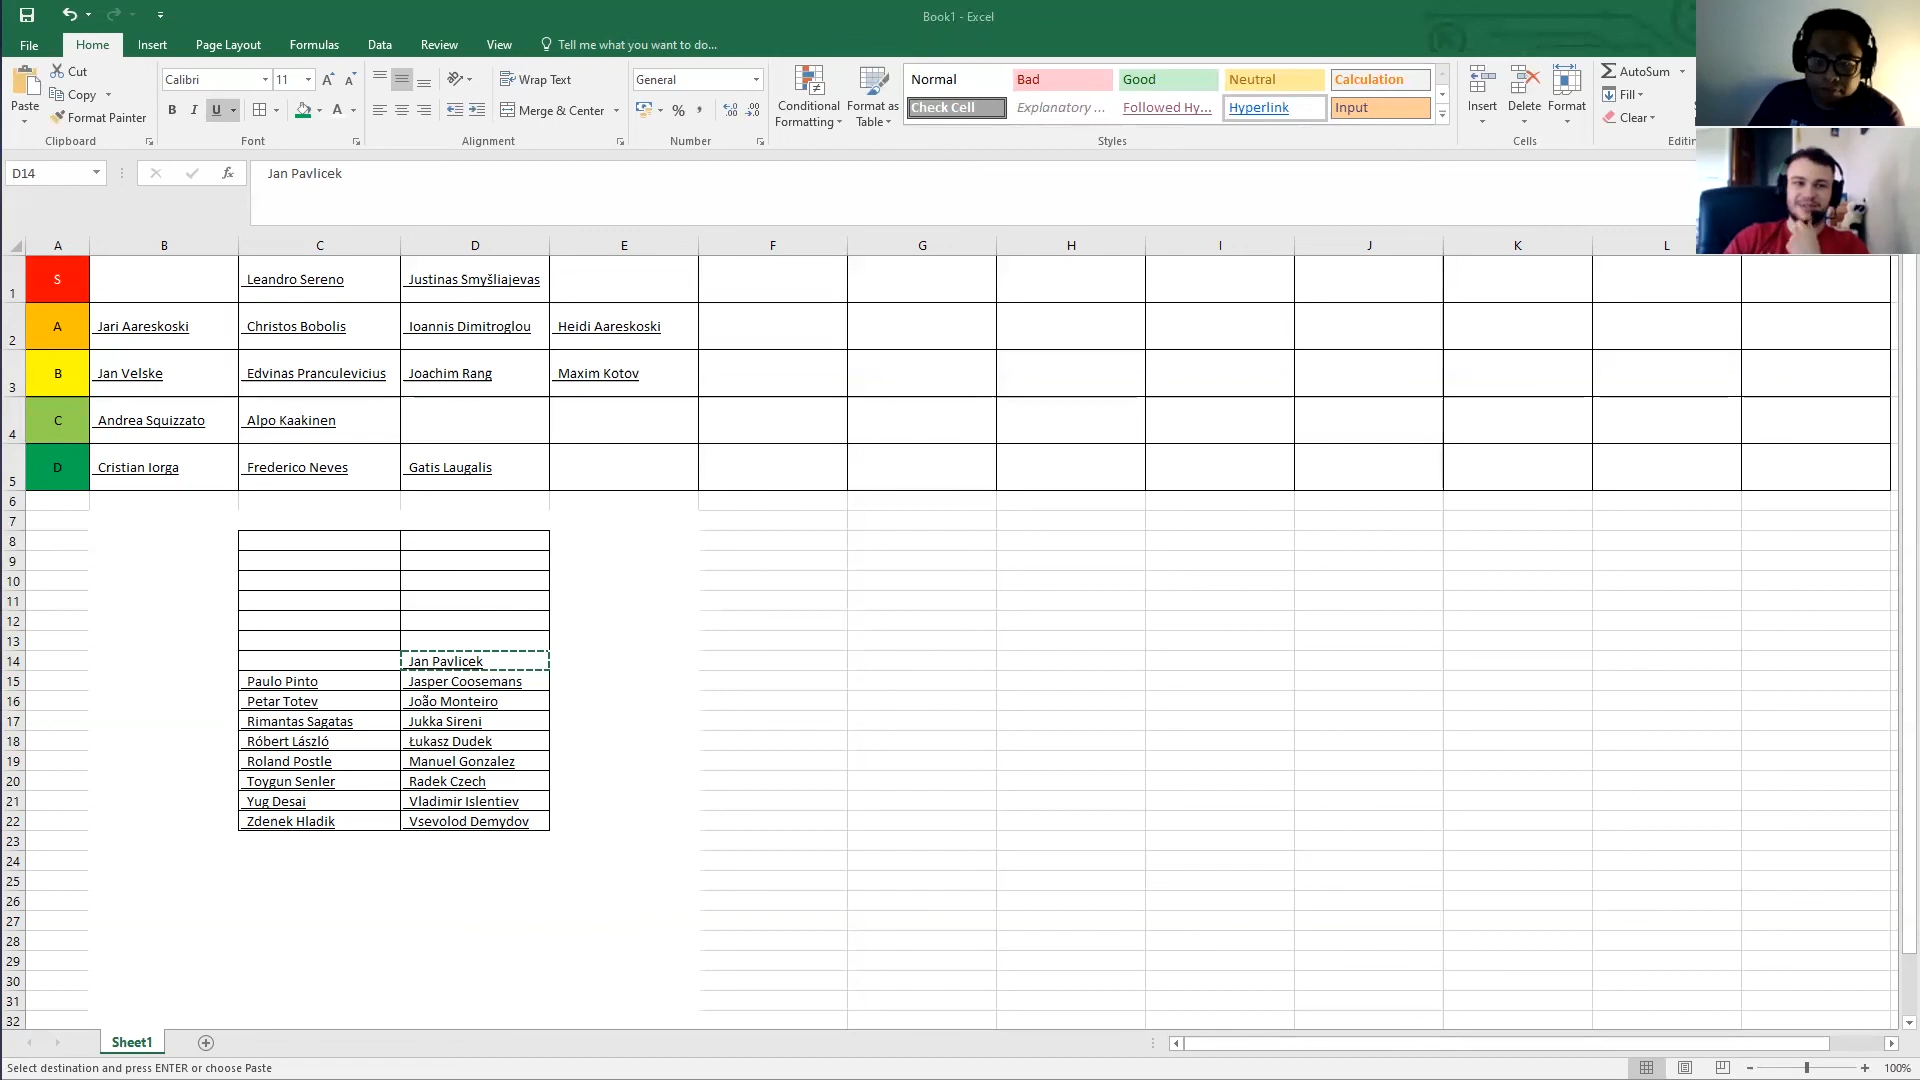 Book1 - Excel
File Home Insert Page Layout Formulas Data Review View Tell me what you want to do...
Paste Cut Copy Format Painter
Calibri 11
B I U
Wrap Text
Merge & Center
General
Conditional Formatting
Format as Table
Normal Bad Good Neutral Calculation
Check Cell Explanatory ... Followed Hy... Hyperlink Input
Insert Delete Format
AutoSum
Fill
Clear
Clipboard Font Alignment Number Styles Cells
D14 fx Jan Pavlicek
A B C D E F G H I J K L
1 S Leandro Sereno Justinas Smyšliajevas
2 A Jari Aareskoski Christos Bobolis Ioannis Dimitroglou Heidi Aareskoski
3 B Jan Velske Edvinas Pranculevicius Joachim Rang Maxim Kotov
4 C Andrea Squizzato Alpo Kaakinen
5 D Cristian Iorga Frederico Neves Gatis Laugalis
6
7
8
9
10
11
12
13
14 Jan Pavlicek
15 Paulo Pinto Jasper Coosemans
16 Petar Totev João Monteiro
17 Rimantas Sagatas Jukka Sireni
18 Róbert László Łukasz Dudek
19 Roland Postle Manuel Gonzalez
20 Toygun Senler Radek Czech
21 Yug Desai Vladimir Islentiev
22 Zdenek Hladik Vsevolod Demydov
23
24
25
26
27
28
29
30
31
32
Sheet1
Select destination and press ENTER or choose Paste 100%